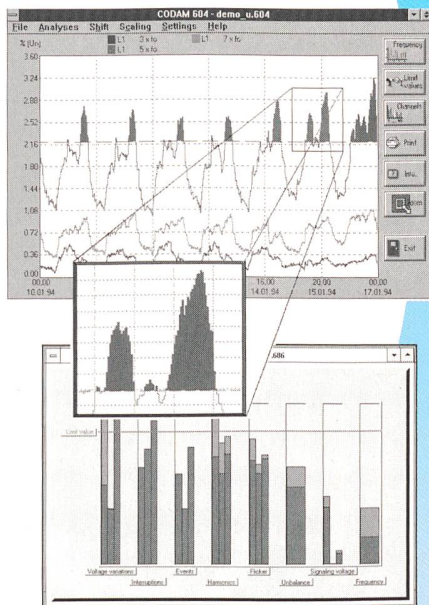 CODAM 604 - demo_u.604
File Analyses Shift Scaling Settings Help
% [Un]
L1 3 x fo L1 7 x fo
L1 5 x fo
3.60
3.24
2.88
2.52
2.16
1.80
1.44
1.08
0.72
0.36
0.00
00.00 16.00 20.00 00.00
10.01.94 14.01.94 15.01.94 17.01.94
Frequency
Limit values
Channels
Print
Info.
Zoom
Exit
.686
Limit value
Voltage variations Events Flicker Signaling voltage
Interruptions Harmonics Unbalance Frequency